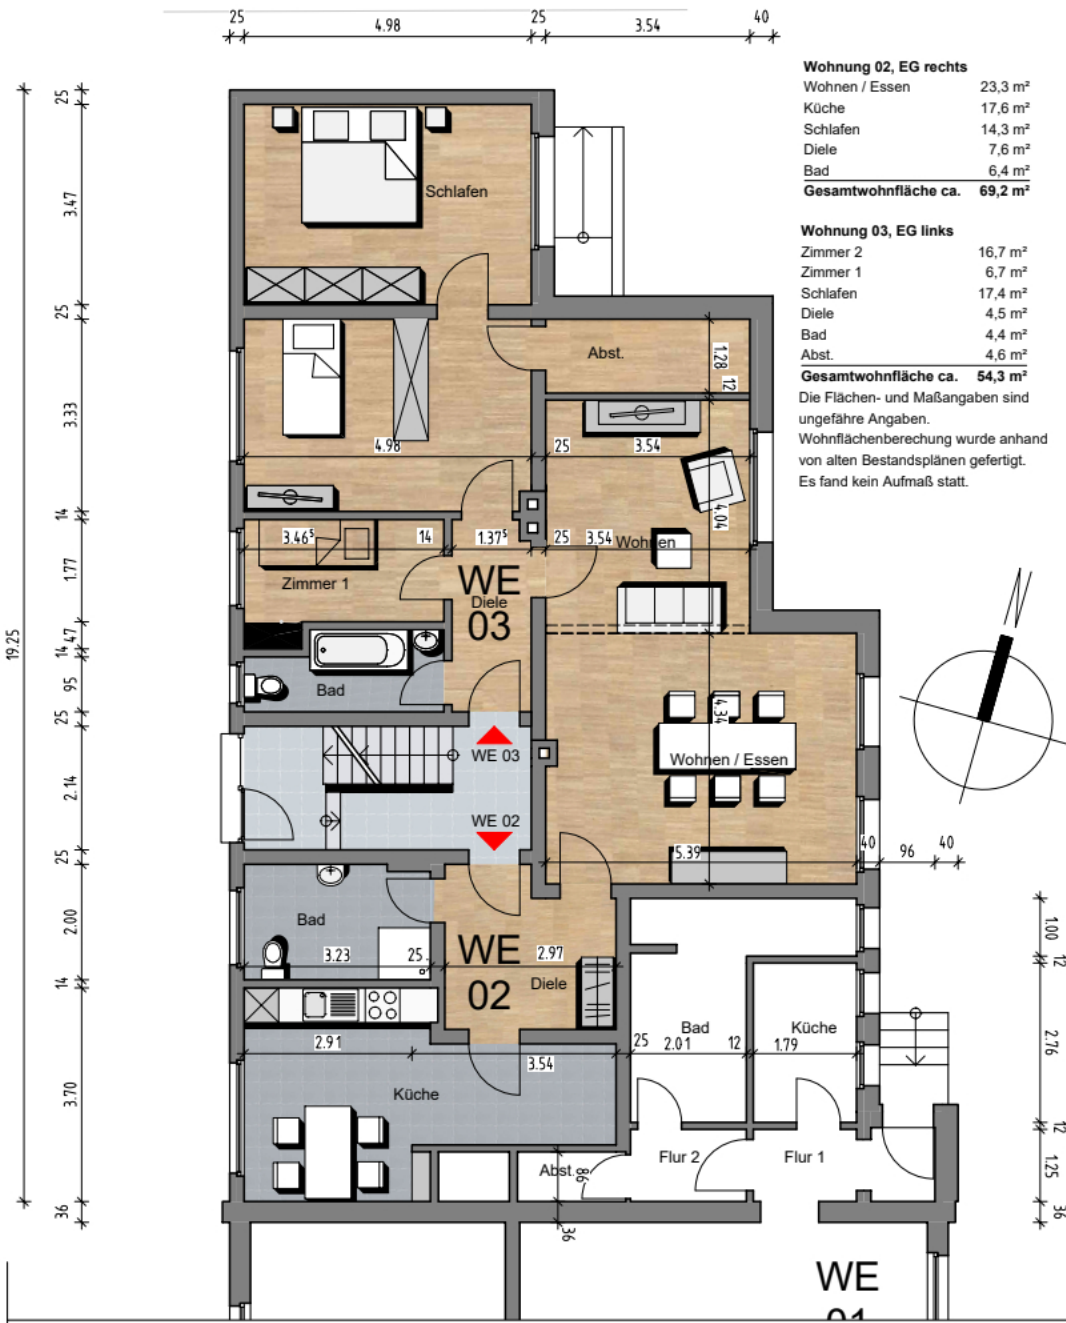 25
4.98
25
3.54
40
Wohnung 02, EG rechts
Wohnen / Essen 23,3 m²
Küche 17,6 m²
Schlafen 14,3 m²
Diele 7,6 m²
Bad 6,4 m²
Gesamtwohnfläche ca. 69,2 m²
Wohnung 03, EG links
Zimmer 2 16,7 m²
Zimmer 1 6,7 m²
Schlafen 17,4 m²
Diele 4,5 m²
Bad 4,4 m²
Abst. 4,6 m²
Gesamtwohnfläche ca. 54,3 m²
Die Flächen- und Maßangaben sind
ungefähre Angaben.
Wohnflächenberechung wurde anhand
von alten Bestandsplänen gefertigt.
Es fand kein Aufmaß statt.
19.25
25
3.47
25
3.33
14
1.77
47
14
95
25
2.14
25
2.00
14
3.70
36
Schlafen
Abst.
1.28
12
4.98
25
3.54
4.04
3.46⁵
14
1.37⁵
25
3.54
Wohnen
Zimmer 1
WE
Diele
03
Bad
4.34
Wohnen / Essen
WE 03
WE 02
5.39
40
96
40
Bad
3.23
25
WE
02
2.97
Diele
1.00
12
2.76
12
1.25
36
2.91
3.54
Küche
25
Bad
2.01
12
Küche
1.79
Abst.
86
Flur 2
Flur 1
36
WE
01